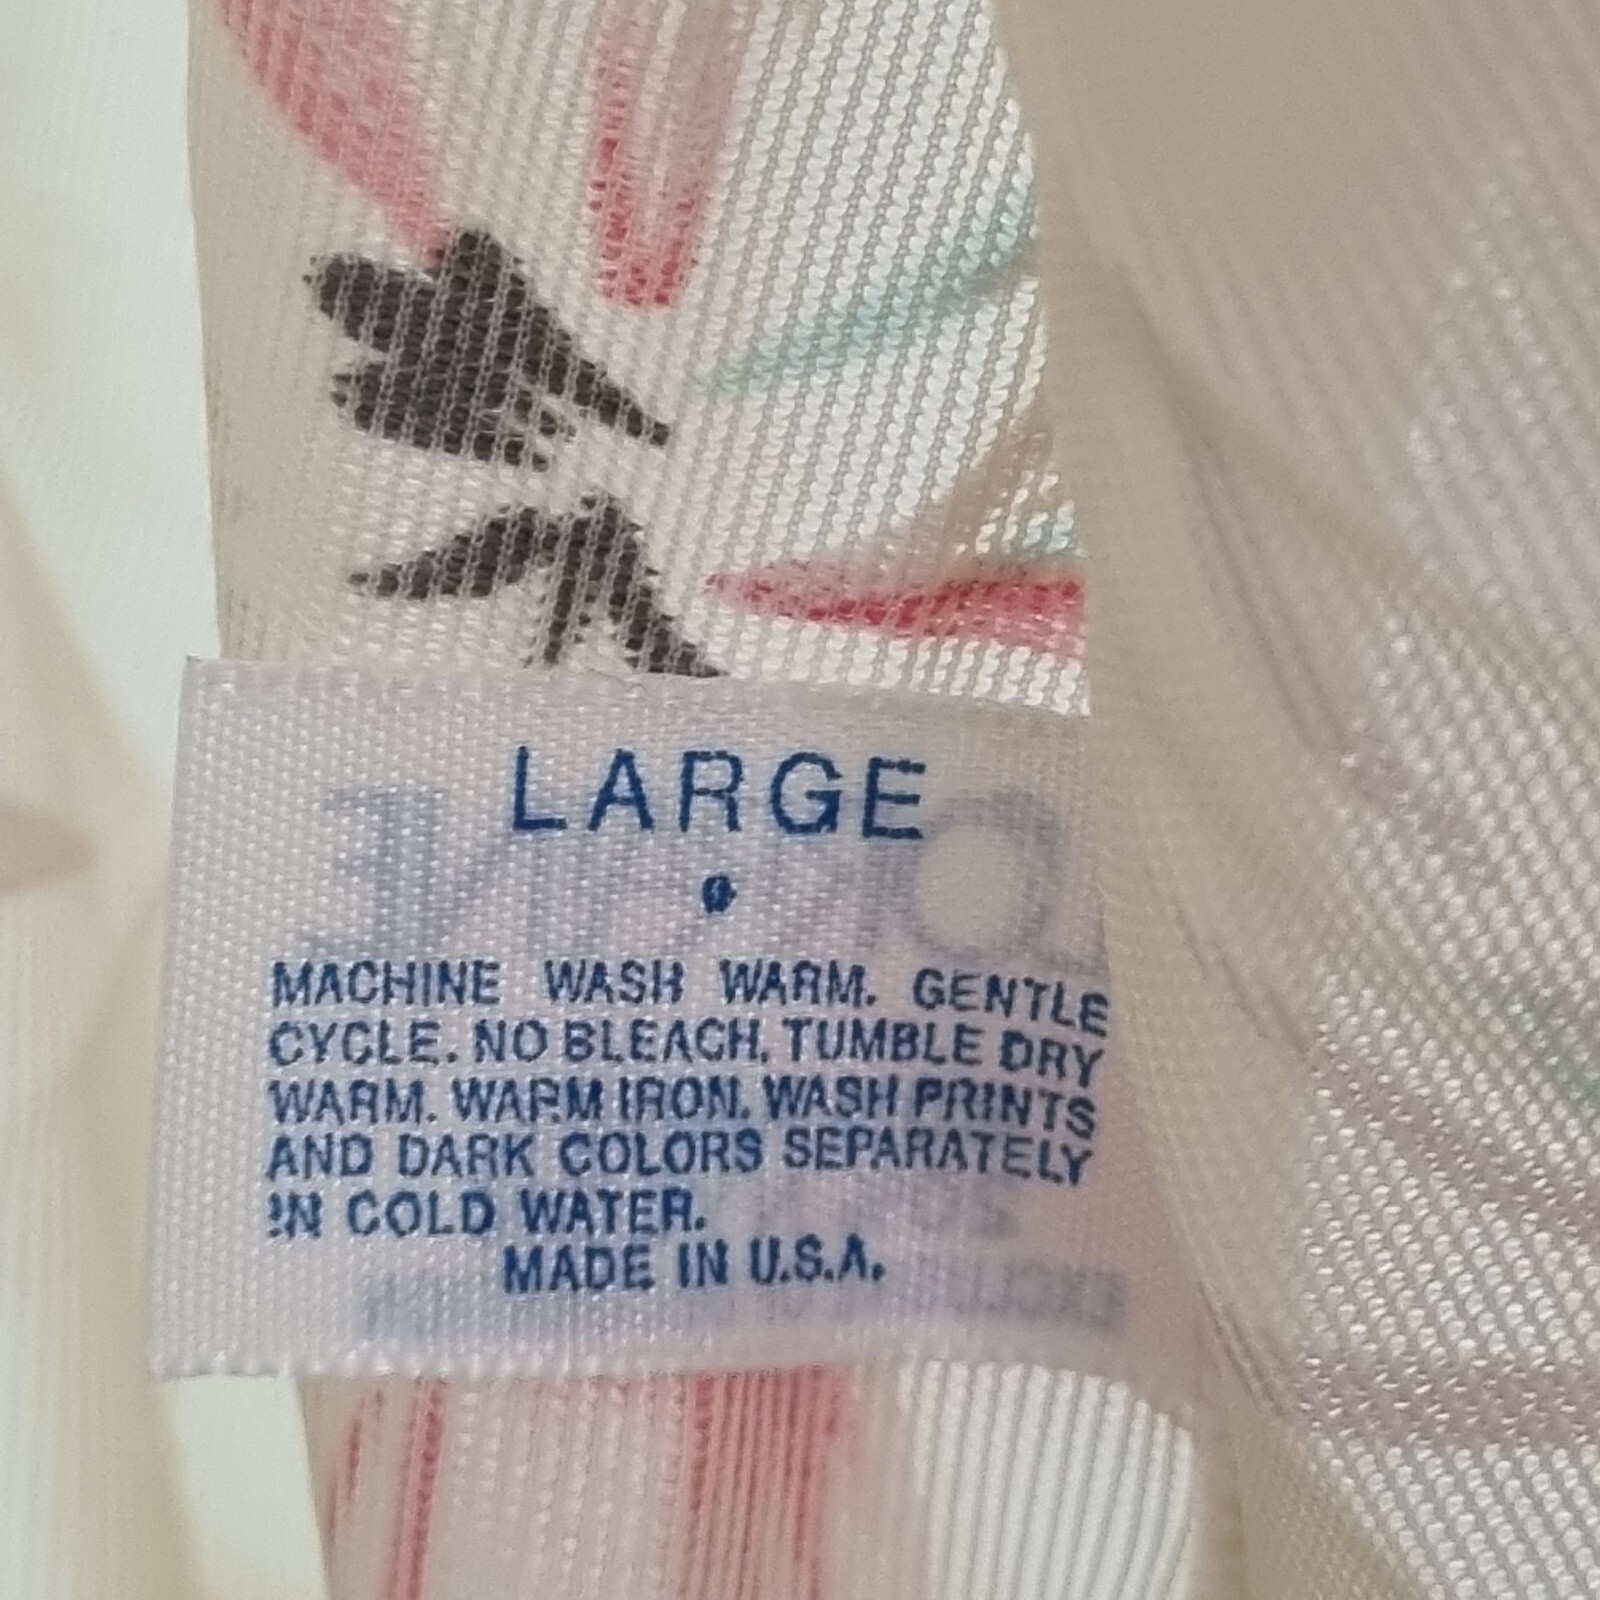 LARGE
MACHINE WASH WARM. GENTLE
CYCLE. NO BLEACH. TUMBLE DRY
WARM. WARM IRON. WASH PRINTS
AND DARK COLORS SEPARATELY
IN COLD WATER.
MADE IN U.S.A.